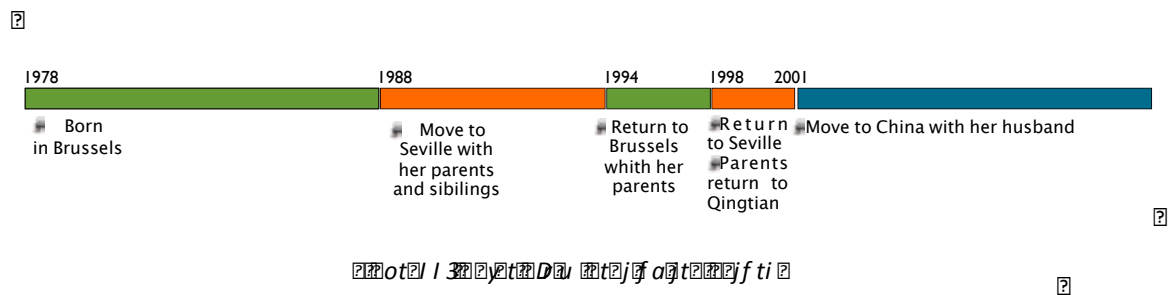 1978 1988 1994 1998 2001
Born
in Brussels
Move to
Seville with
her parents
and sibilings
Return to
Brussels
whith her
parents
Return
to Seville
Parents
return to
Qingtian
Move to China with her husband